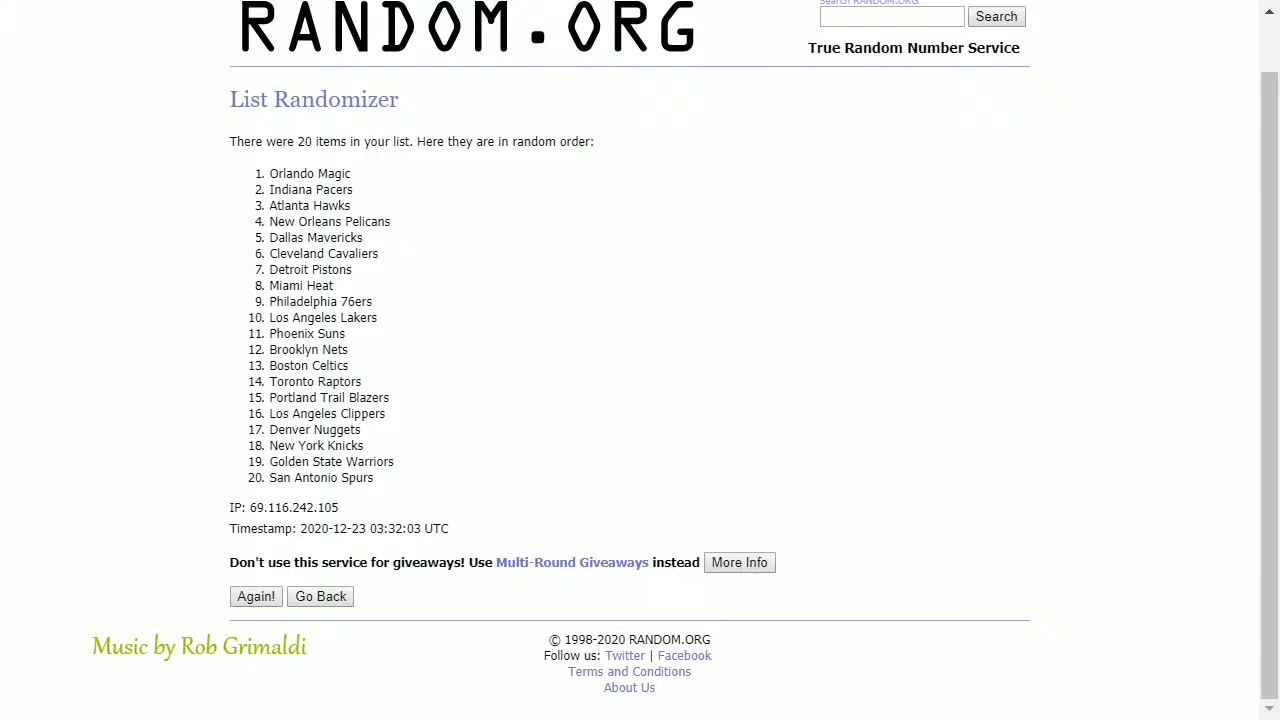 Search RANDOM.ORG
RANDOM.ORG
Search
True Random Number Service
List Randomizer
There were 20 items in your list. Here they are in random order:
1. Orlando Magic
2. Indiana Pacers
3. Atlanta Hawks
4. New Orleans Pelicans
5. Dallas Mavericks
6. Cleveland Cavaliers
7. Detroit Pistons
8. Miami Heat
9. Philadelphia 76ers
10. Los Angeles Lakers
11. Phoenix Suns
12. Brooklyn Nets
13. Boston Celtics
14. Toronto Raptors
15. Portland Trail Blazers
16. Los Angeles Clippers
17. Denver Nuggets
18. New York Knicks
19. Golden State Warriors
20. San Antonio Spurs
IP: 69.116.242.105
Timestamp: 2020-12-23 03:32:03 UTC
Don't use this service for giveaways! Use Multi-Round Giveaways instead More Info
Again! Go Back
Music by Rob Grimaldi
© 1998-2020 RANDOM.ORG
Follow us: Twitter | Facebook
Terms and Conditions
About Us